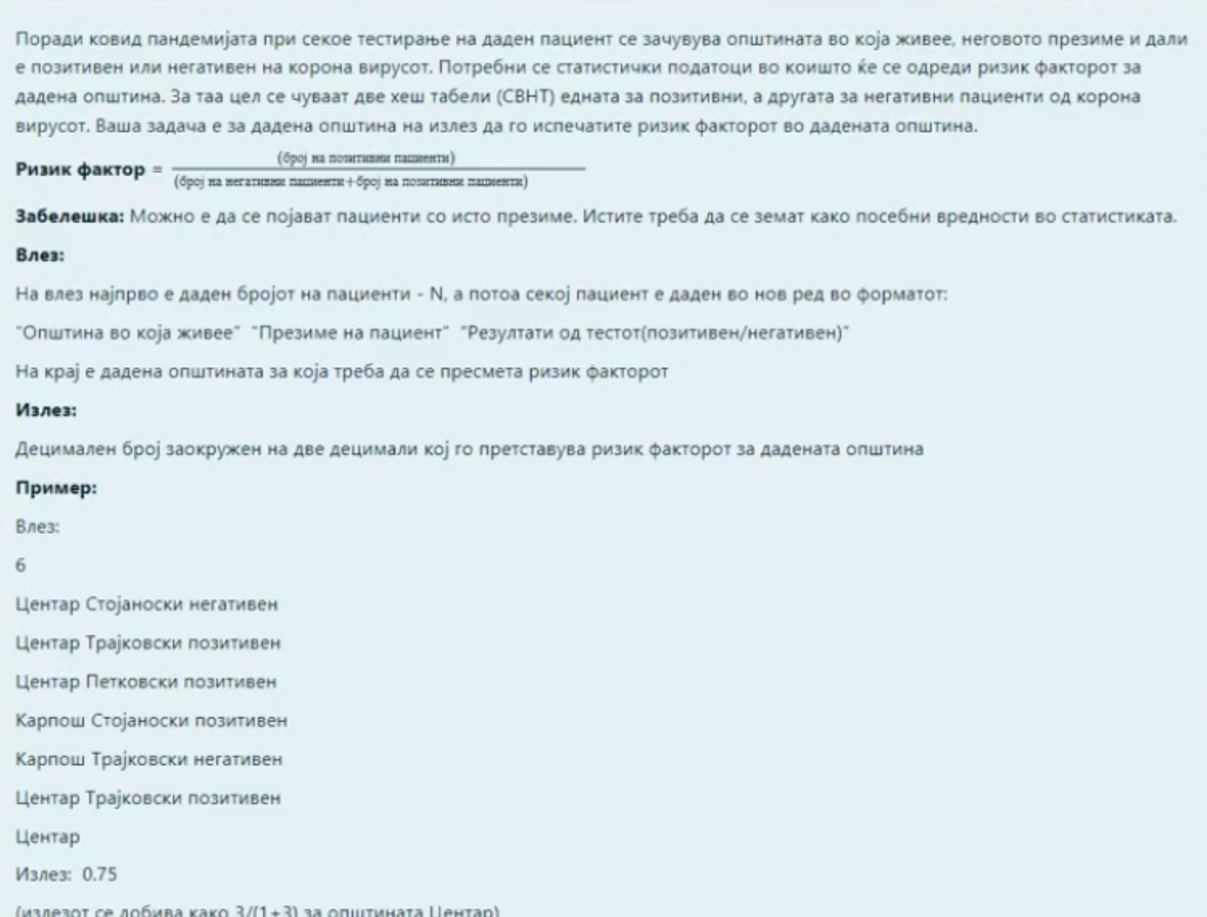 Поради ковид пандемијата при секое тестирање на даден пациент се зачувува општината во која живее, неговото презиме и дали
е позитивен или негативен на корона вирусот. Потребни се статистички податоци во коишто ќе се одреди ризик факторот за
дадена општина. За таа цел се чуваат две хеш табели (CBHT) едната за позитивни, а другата за негативни пациенти од корона
вирусот. Ваша задача е за дадена општина на излез да го испечатите ризик факторот во дадената општина.
(број на позитивни пациенти)
Ризик фактор =
(број на негативни пациенти+број на позитивни пациенти)
Забелешка: Можно е да се појават пациенти со исто презиме. Истите треба да се земат како посебни вредности во статистиката.
Влез:
На влез најпрво е даден бројот на пациенти - N, а потоа секој пациент е даден во нов ред во форматот:
"Општина во која живее" "Презиме на пациент" "Резултати од тестот(позитивен/негативен)"
На крај е дадена општината за која треба да се пресмета ризик факторот
Излез:
Децимален број заокружен на две децимали кој го претставува ризик факторот за дадената општина
Пример:
Влез:
6
Центар Стојаноски негативен
Центар Трајковски позитивен
Центар Петковски позитивен
Карпош Стојаноски позитивен
Карпош Трајковски негативен
Центар Трајковски позитивен
Центар
Излез: 0.75
(излезот се добива како 3/(1+3) за општината Центар)